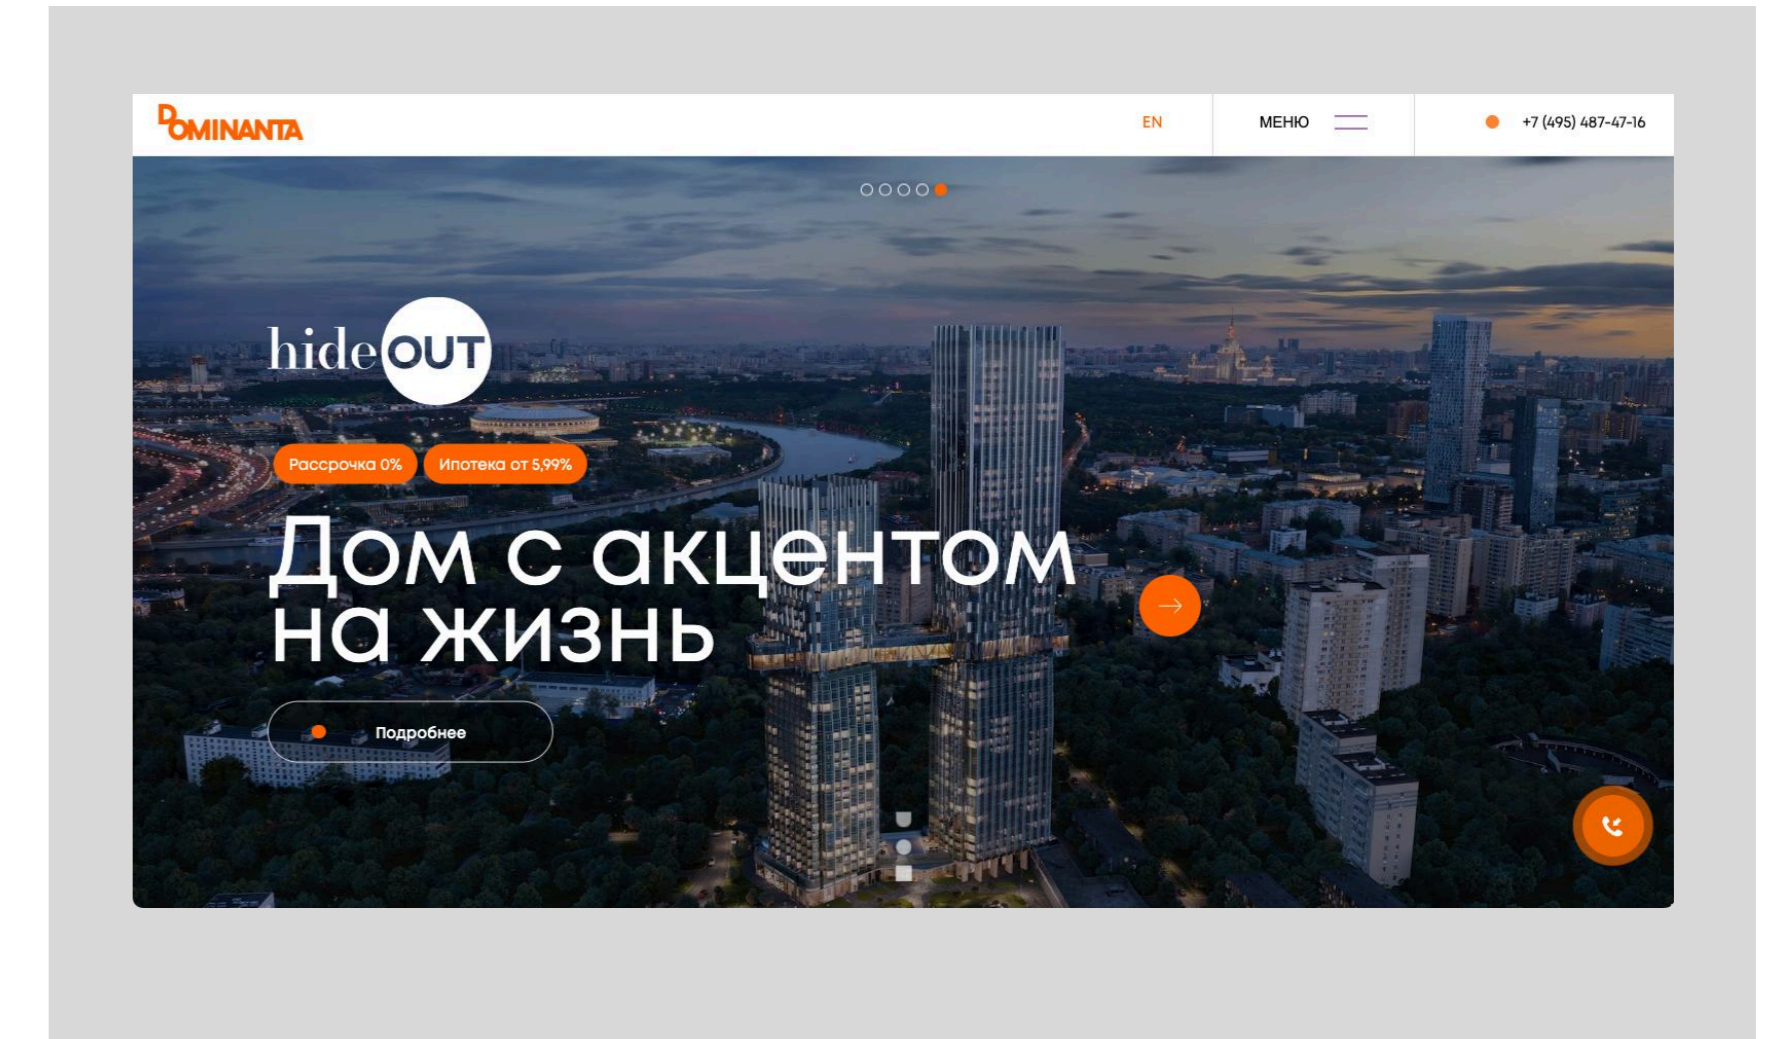 DOMINANTA
EN
МЕНЮ
+7 (495) 487-47-16
hideOUT
Рассрочка 0%
Ипотека от 5,99%
Дом с акцентом
на жизнь
Подробнее